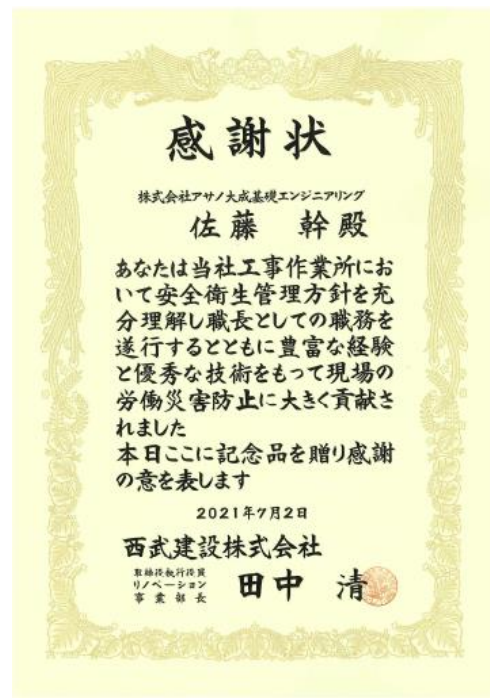 感謝状
株式会社アサノ大成基礎エンジニアリング
佐藤 幹殿
あなたは当社工事作業所にお
いて安全衛生管理方針を充
分理解し職長としての職務を
遂行するとともに豊富な経験
と優秀な技術をもって現場の
労働災害防止に大きく貢献さ
れました
本日ここに記念品を贈り感謝
の意を表します
2021年7月2日
西武建設株式会社
取締役執行役員
リノベーション
事業部長
田中 清